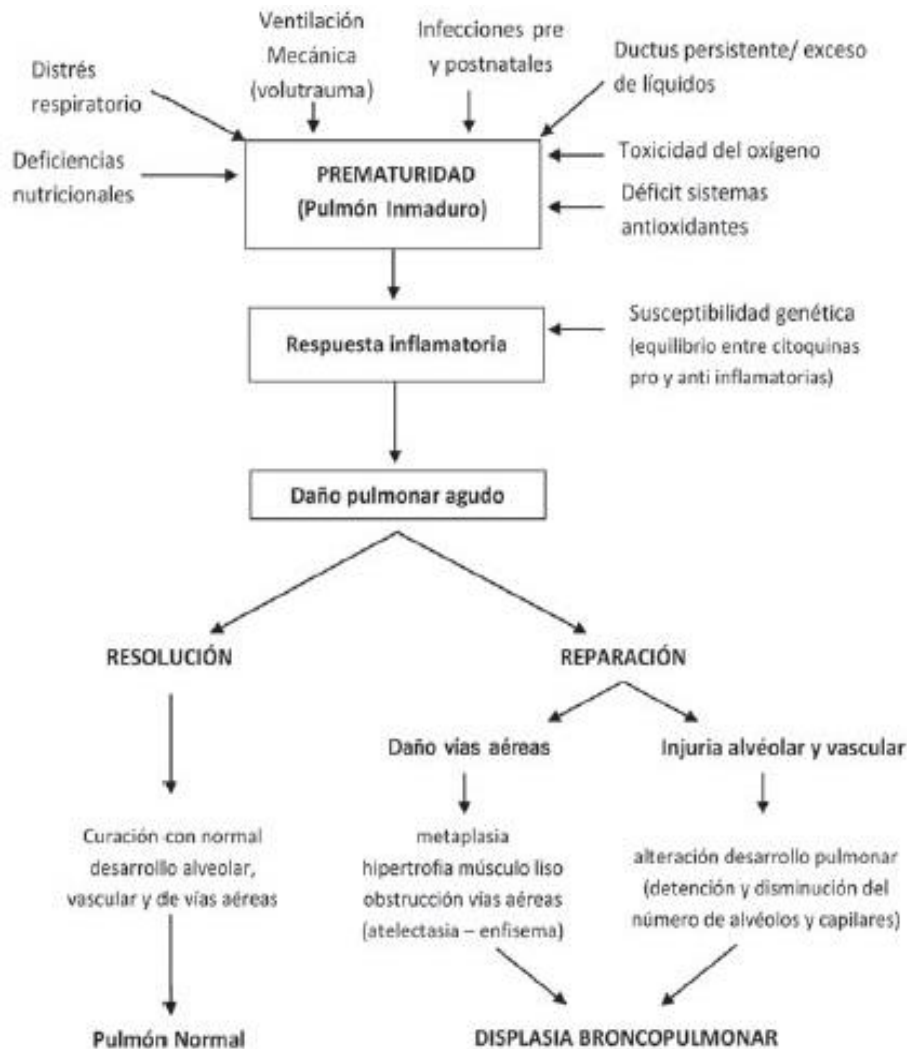 Ventilación
Mecánica
(volutrauma)
Infecciones pre
y postnatales
Ductus persistente/ exceso
de líquidos
Distrés
respiratorio
Deficiencias
nutricionales
PREMATURIDAD
(Pulmón Inmaduro)
Toxicidad del oxígeno
Déficit sistemas
antioxidantes
Respuesta inflamatoria
Susceptibilidad genética
(equilibrio entre citoquinas
pro y anti inflamatorias)
Daño pulmonar agudo
RESOLUCIÓN
REPARACIÓN
Daño vías aéreas
Injuria alvéolar y vascular
Curación con normal
desarrollo alveolar,
vascular y de vías aéreas
metaplasia
hipertrofia músculo liso
obstrucción vías aéreas
(atelectasia – enfisema)
alteración desarrollo pulmonar
(detención y disminución del
número de alvéolos y capilares)
Pulmón Normal
DISPLASIA BRONCOPULMONAR